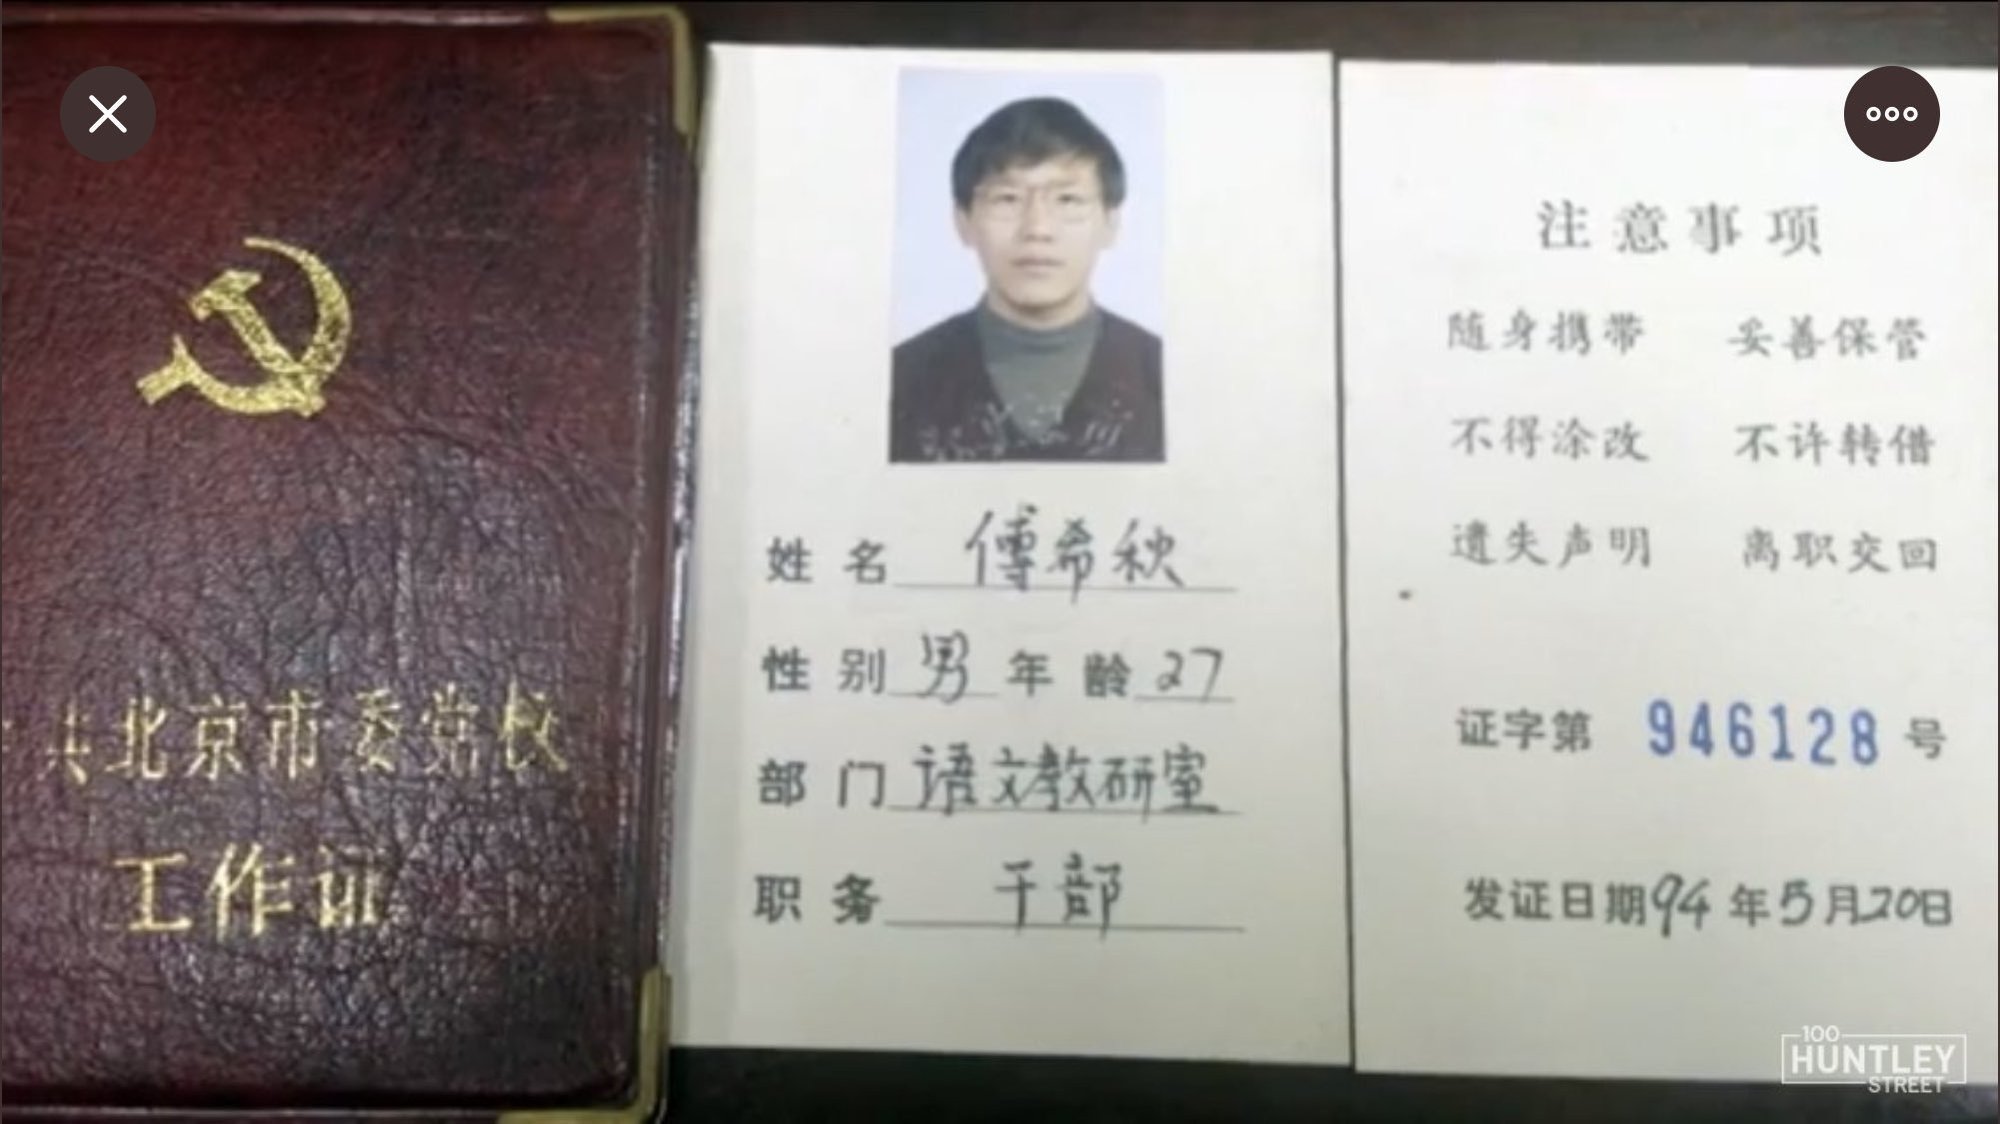 共北京市委党校
工作证
姓名 傅希秋
性别 男 年龄 27
部门 语文教研室
职务 干部
注意事项
随身携带 妥善保管
不得涂改 不许转借
遗失声明 离职交回
证字第 946128 号
发证日期 94 年 5 月 20 日
100
HUNTLEY
STREET